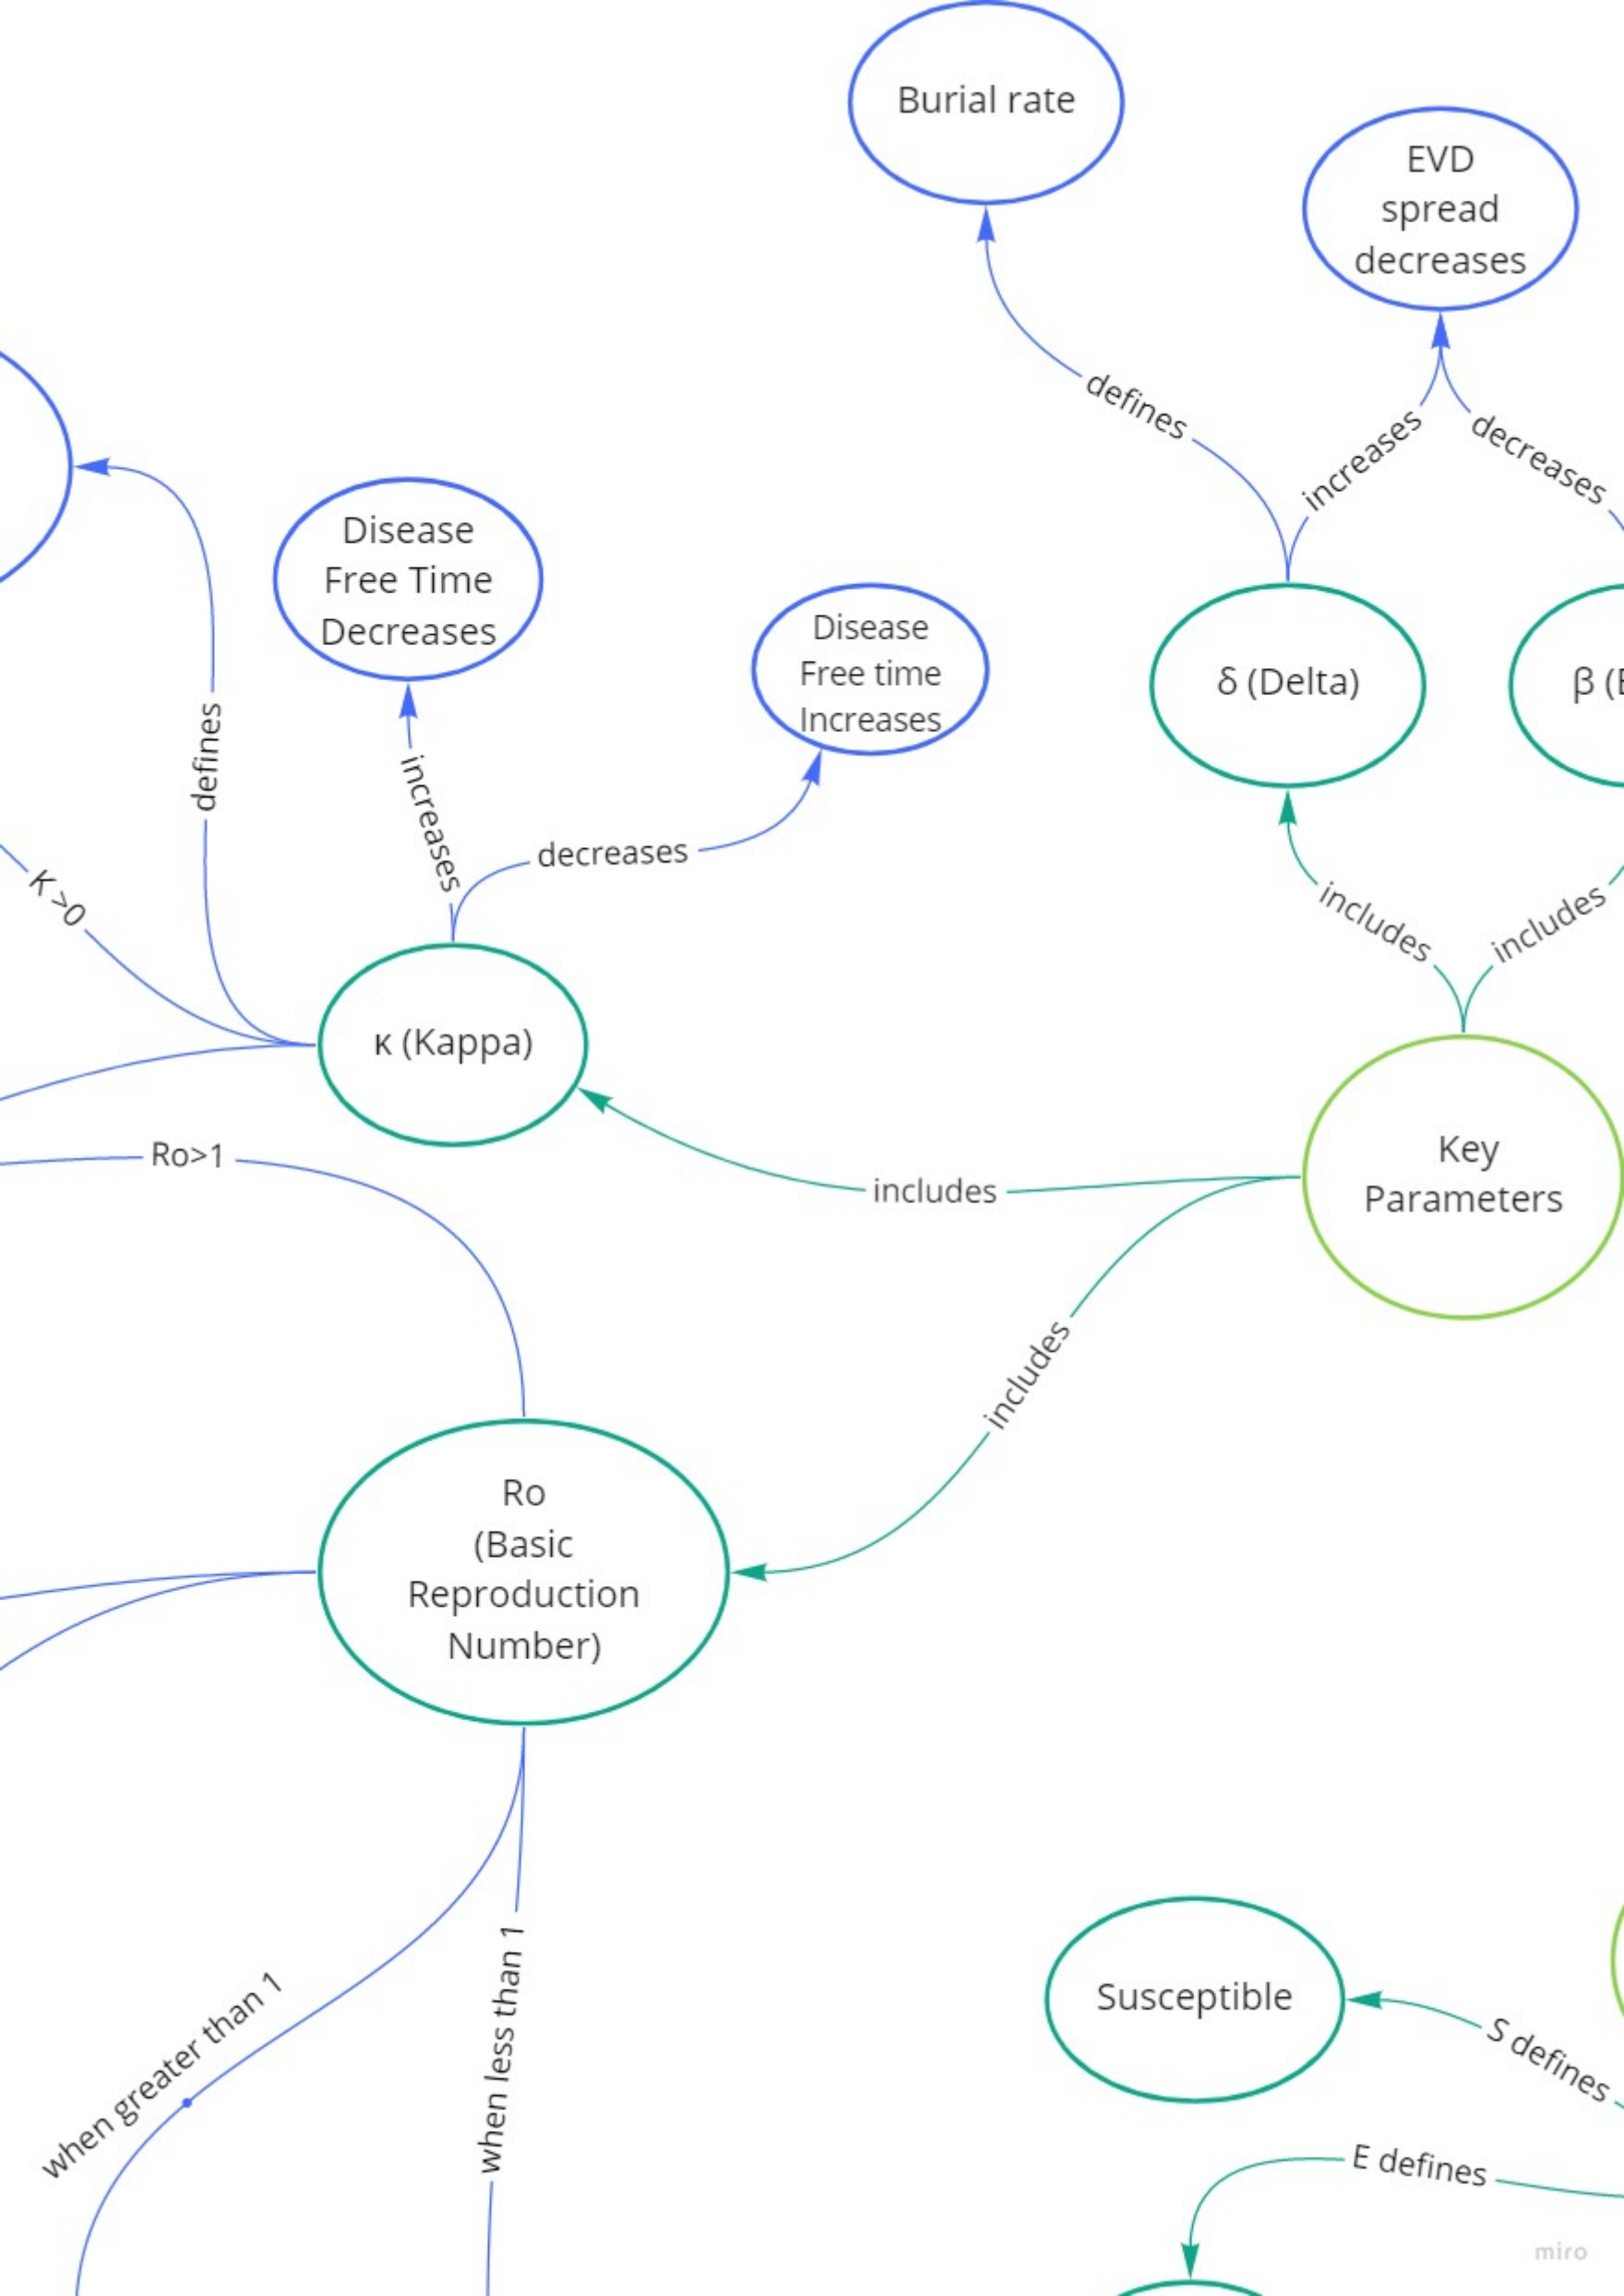 Burial rate
EVD
spread
decreases
defines
increases
decreases
Disease
Free Time
Decreases
Disease
Free time
Increases
δ (Delta)
β (
defines
increases
decreases
K >0
includes
includes
κ (Kappa)
Ro>1
includes
Key
Parameters
includes
Ro
(Basic
Reproduction
Number)
when greater than 1
when less than 1
Susceptible
S defines
E defines
miro